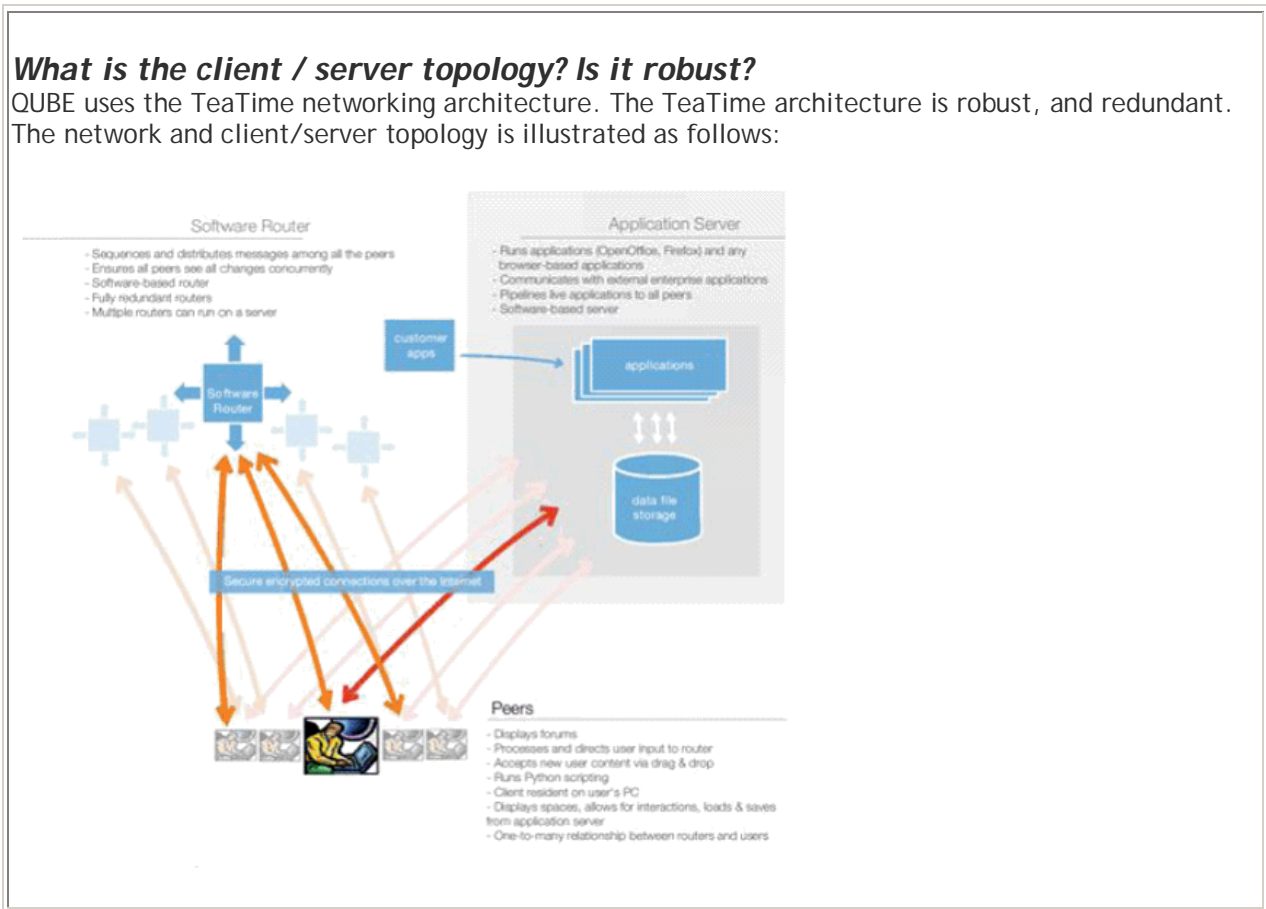 What is the client / server topology? Is it robust?
QUBE uses the TeaTime networking architecture. The TeaTime architecture is robust, and redundant.
The network and client/server topology is illustrated as follows:
Software Router
- Sequences and distributes messages among all the peers
- Ensures all peers see all changes concurrently
- Software-based router
- Fully redundant routers
- Multiple routers can run on a server
Application Server
- Runs applications (OpenOffice, Firefox) and any
browser-based applications
- Communicates with external enterprise applications
- Pipelines live applications to all peers
- Software-based server
customer
apps
applications
Software
Router
data file
storage
Secure encrypted connections over the Internet
Peers
- Displays forums
- Processes and directs user input to router
- Accepts new user content via drag & drop
- Runs Python scripting
- Client resident on user's PC
- Displays spaces, allows for interactions, loads & saves
from application server
- One-to-many relationship between routers and users